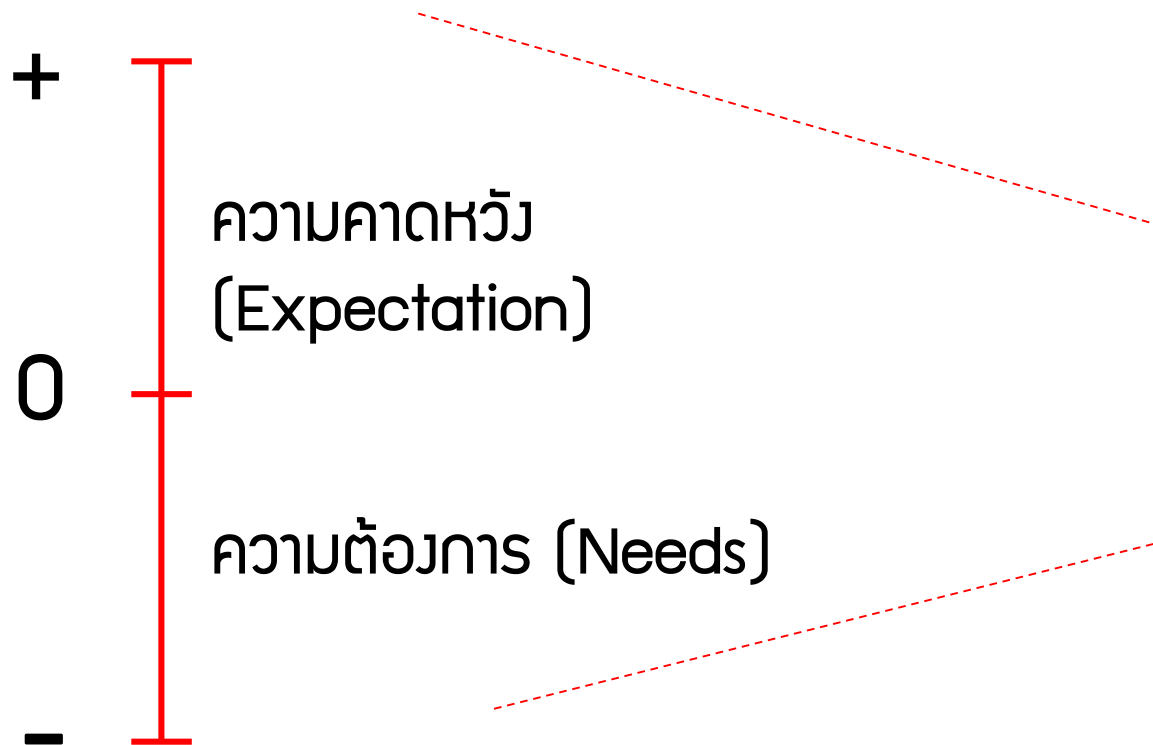 +
ความคาดหวัง
(Expectation)
0
ความต้องการ (Needs)
-